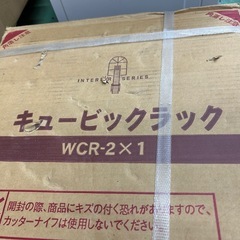 INTERIOR SERIES
キュービックラック
WCR-2×1
開封の際、商品にキズの付く恐れがありますので、
カッターナイフは使用しないでください。